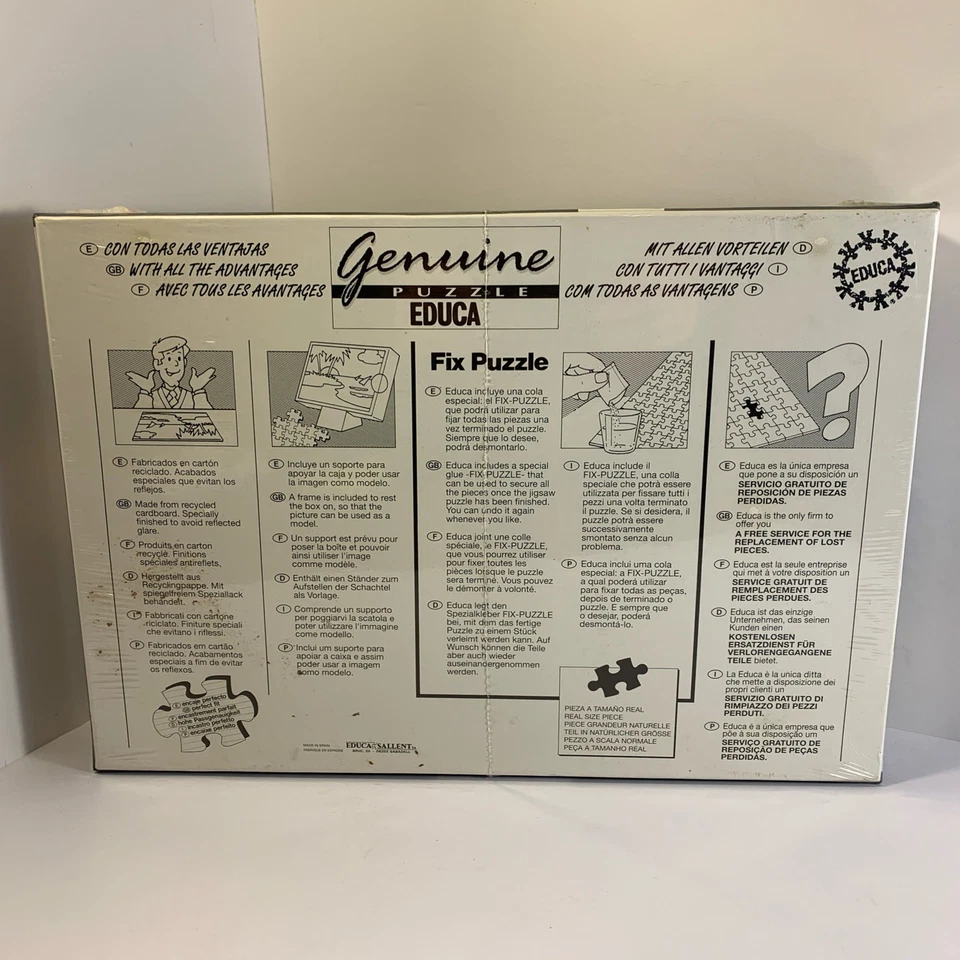 E CON TODAS LAS VENTAJAS
GB WITH ALL THE ADVANTAGES
F AVEC TOUS LES AVANTAGES
Genuine
PUZZLE
EDUCA
MIT ALLEN VORTEILEN D
CON TUTTI I VANTAGGI I
COM TODAS AS VANTAGENS P
EDUCA
E Fabricados en cartón
reciclado. Acabados
especiales que evitan los
reflejos.
GB Made from recycled
cardboard. Specially
finished to avoid reflected
glare.
F Produits en carton
recyclé. Finitions
spéciales antireflets.
D Hergestellt aus
Recyclingpappe. Mit
spiegelfreiem Speziallack
behandelt.
I Fabbricati con cartone
riciclato. Finiture speciali
che evitano i riflessi.
P Fabricados em cartão
reciclado. Acabamentos
especiais a fim de evitar
os reflexos.
E encaje perfecto
GB perfect fit
F encastrement parfait
D hohe Passgenauigkeit
I incastro perfetto
P encaixe perfeito
E Incluye un soporte para
apoyar la caja y poder usar
la imagen como modelo.
GB A frame is included to rest
the box on, so that the
picture can be used as a
model.
F Un support est prévu pour
poser la boîte et pouvoir
ainsi utiliser l'image
comme modèle.
D Enthält einen Ständer zum
Aufstellen der Schachtel
als Vorlage.
I Comprende un supporto
per poggiarvi la scatola e
poter utilizzare l'immagine
come modello.
P Inclui um suporte para
apoiar a caixa e assim
poder usar a imagem
como modelo.
MADE IN SPAIN
EDUCA SALLENT
Fix Puzzle
E Educa incluye una cola
especial: el FIX-PUZZLE,
que podrá utilizar para
fijar todas las piezas una
vez terminado el puzzle.
Siempre que lo desee,
podrá desmontarlo.
GB Educa includes a special
glue -FIX-PUZZLE- that
can be used to secure all
the pieces once the jigsaw
puzzle has been finished.
You can undo it again
whenever you like.
F Educa joint une colle
spéciale, le FIX-PUZZLE,
que vous pourrez utiliser
pour fixer toutes les
pièces lorsque le puzzle
sera terminé. Vous pouvez
le démonter à volonté.
D Educa legt den
Spezialkleber FIX-PUZZLE
bei, mit dem das fertige
Puzzle zu einem Stück
verleimt werden kann. Auf
Wunsch können die Teile
aber auch wieder
auseinandergenommen
werden.
I Educa include il
FIX-PUZZLE, una colla
speciale che potrà essere
utilizzata per fissare tutti i
pezzi una volta terminato
il puzzle. Se si desidera, il
puzzle potrà essere
successivamente
smontato senza alcun
problema.
P Educa inclui uma cola
especial: a FIX-PUZZLE,
a qual poderá utilizar
para fixar todas as peças,
depois de terminado o
puzzle. E sempre que
o desejar, poderá
desmontá-lo.
PIEZA A TAMAÑO REAL
REAL SIZE PIECE
PIECE GRANDEUR NATURELLE
TEIL IN NATÜRLICHER GRÖSSE
PEZZO A SCALA NORMALE
PEÇA A TAMANHO REAL
E Educa es la única empresa
que pone a su disposición un
SERVICIO GRATUITO DE
REPOSICIÓN DE PIEZAS
PERDIDAS.
GB Educa is the only firm to
offer you
A FREE SERVICE FOR THE
REPLACEMENT OF LOST
PIECES.
F Educa est la seule entreprise
qui met à votre disposition un
SERVICE GRATUIT DE
REMPLACEMENT DES
PIECES PERDUES.
D Educa ist das einzige
Unternehmen, das seinen
Kunden einen
KOSTENLOSEN
ERSATZDIENST FÜR
VERLORENGEGANGENE
TEILE bietet.
I La Educa è la unica ditta
che mette a disposizione dei
propri clienti un
SERVIZIO GRATUITO DI
RIMPIAZZO DEI PEZZI
PERDUTI.
P Educa é a única empresa que
põe à sua disposição um
SERVIÇO GRATUITO DE
REPOSIÇÃO DE PEÇAS
PERDIDAS.